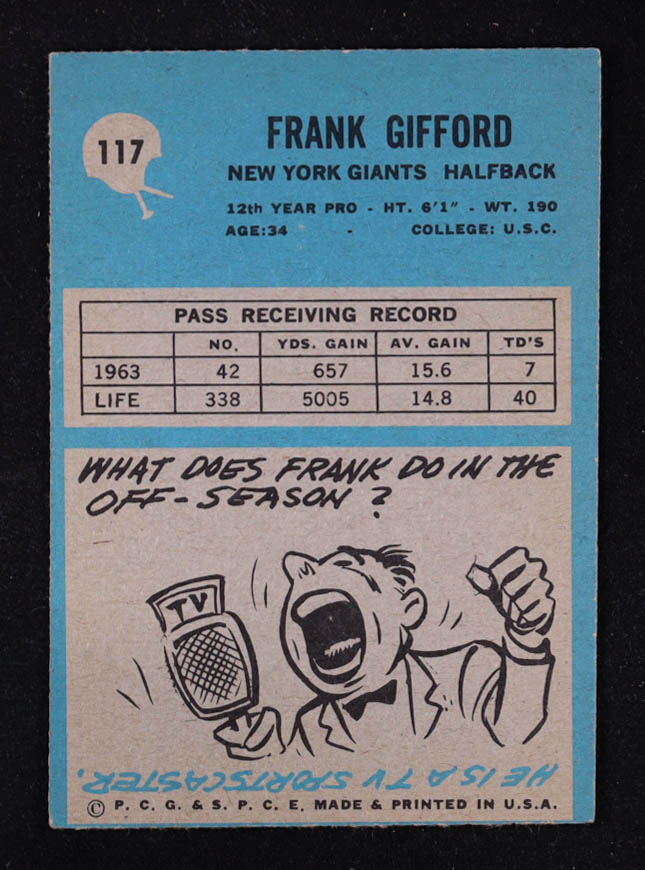 117
FRANK GIFFORD
NEW YORK GIANTS HALFBACK
12th YEAR PRO - HT. 6'1" - WT. 190
AGE:34 - COLLEGE: U.S.C.
PASS RECEIVING RECORD
NO. YDS. GAIN AV. GAIN TD'S
1963 42 657 15.6 7
LIFE 338 5005 14.8 40
WHAT DOES FRANK DO IN THE
OFF-SEASON?
TV
HE IS A TV SPORTSCASTER.
© P. C. G. & S. P. C. E. MADE & PRINTED IN U.S.A.